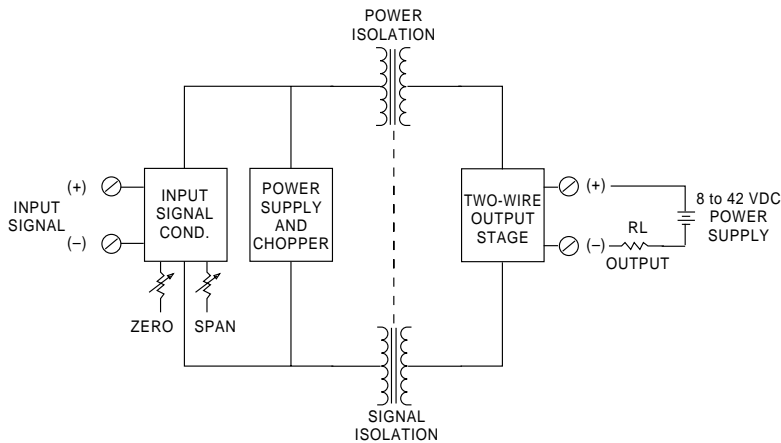 POWER
ISOLATION
(+)
INPUT
SIGNAL
(–)
INPUT
SIGNAL
COND.
ZERO
SPAN
POWER
SUPPLY
AND
CHOPPER
TWO-WIRE
OUTPUT
STAGE
(+)
(–)
RL
OUTPUT
8 to 42 VDC
POWER
SUPPLY
SIGNAL
ISOLATION